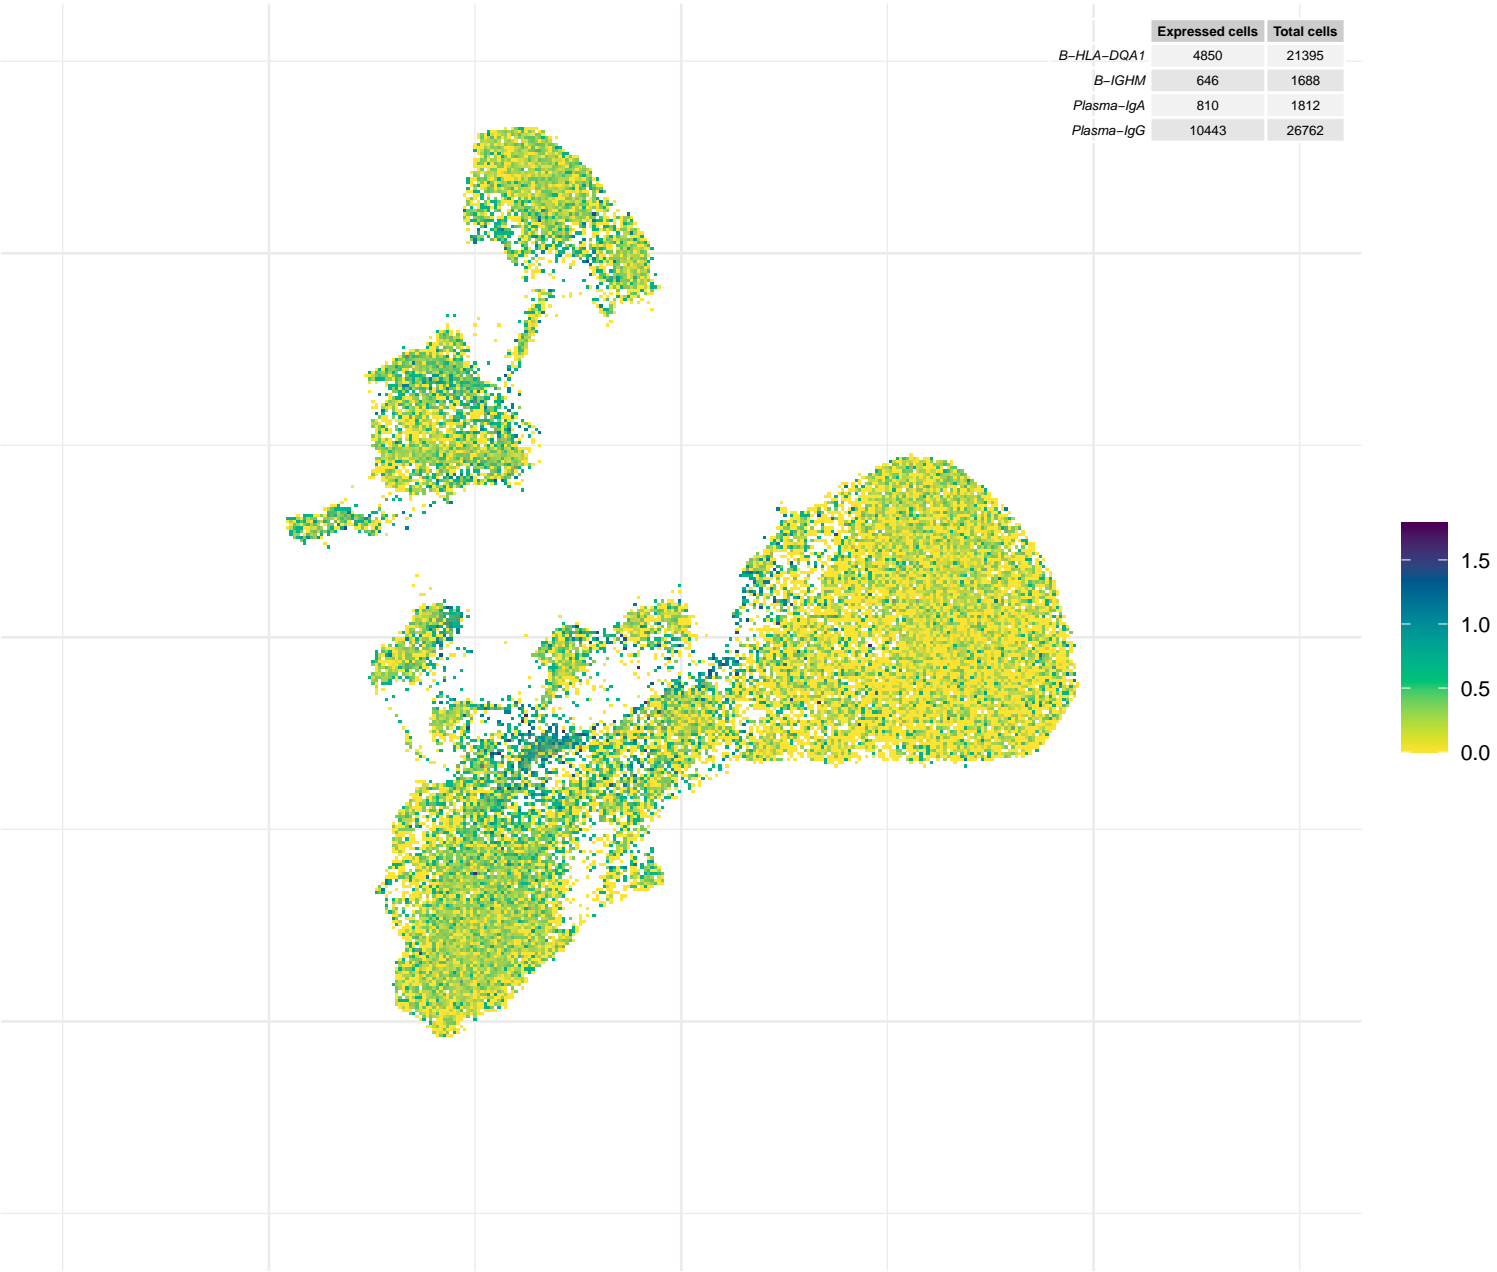 Expressed cells Total cells
B−HLA−DQA1 4850 21395
B−IGHM 646 1688
Plasma−IgA 810 1812
Plasma−IgG 10443 26762
1.5
1.0
0.5
0.0